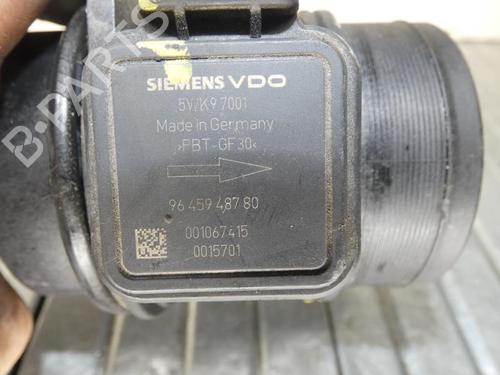 SIEMENS VDO
5WK9 7001
Made in Germany
>PBT-GF30<
96 459 487 80
001067415
0015701
B-PARTS